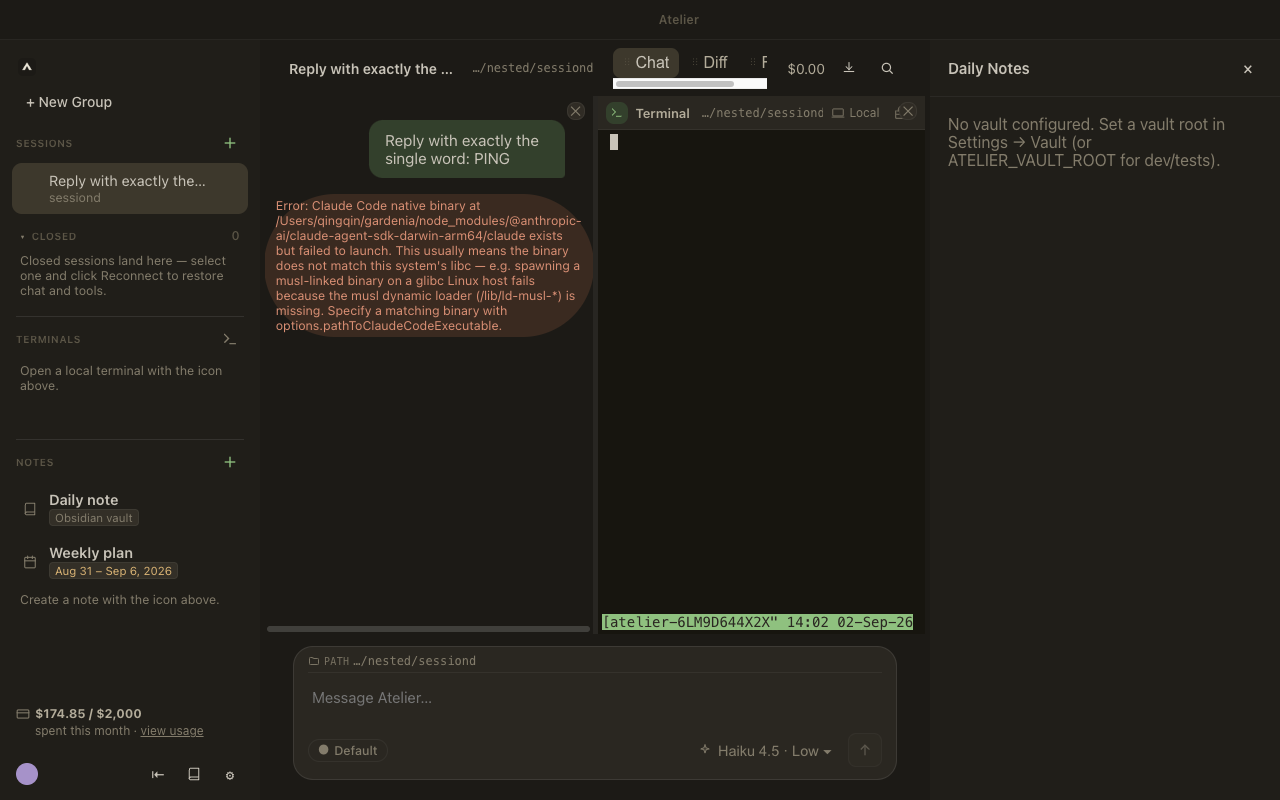 Atelier
+ New Group
SESSIONS
Reply with exactly the...
sessiond
CLOSED 0
Closed sessions land here — select
one and click Reconnect to restore
chat and tools.
TERMINALS
Open a local terminal with the icon
above.
NOTES
Daily note
Obsidian vault
Weekly plan
Aug 31 – Sep 6, 2026
Create a note with the icon above.
$174.85 / $2,000
spent this month · view usage
Reply with exactly the ... …/nested/sessiond
Chat Diff F
$0.00
Reply with exactly the
single word: PING
Error: Claude Code native binary at
/Users/qingqin/gardenia/node_modules/@anthropic-
ai/claude-agent-sdk-darwin-arm64/claude exists
but failed to launch. This usually means the binary
does not match this system's libc — e.g. spawning a
musl-linked binary on a glibc Linux host fails
because the musl dynamic loader (/lib/ld-musl-*) is
missing. Specify a matching binary with
options.pathToClaudeCodeExecutable.
Terminal …/nested/sessiond Local
[atelier-6LM9D644X2X" 14:02 02-Sep-26
PATH …/nested/sessiond
Message Atelier...
Default
Haiku 4.5 · Low
Daily Notes
No vault configured. Set a vault root in
Settings → Vault (or
ATELIER_VAULT_ROOT for dev/tests).